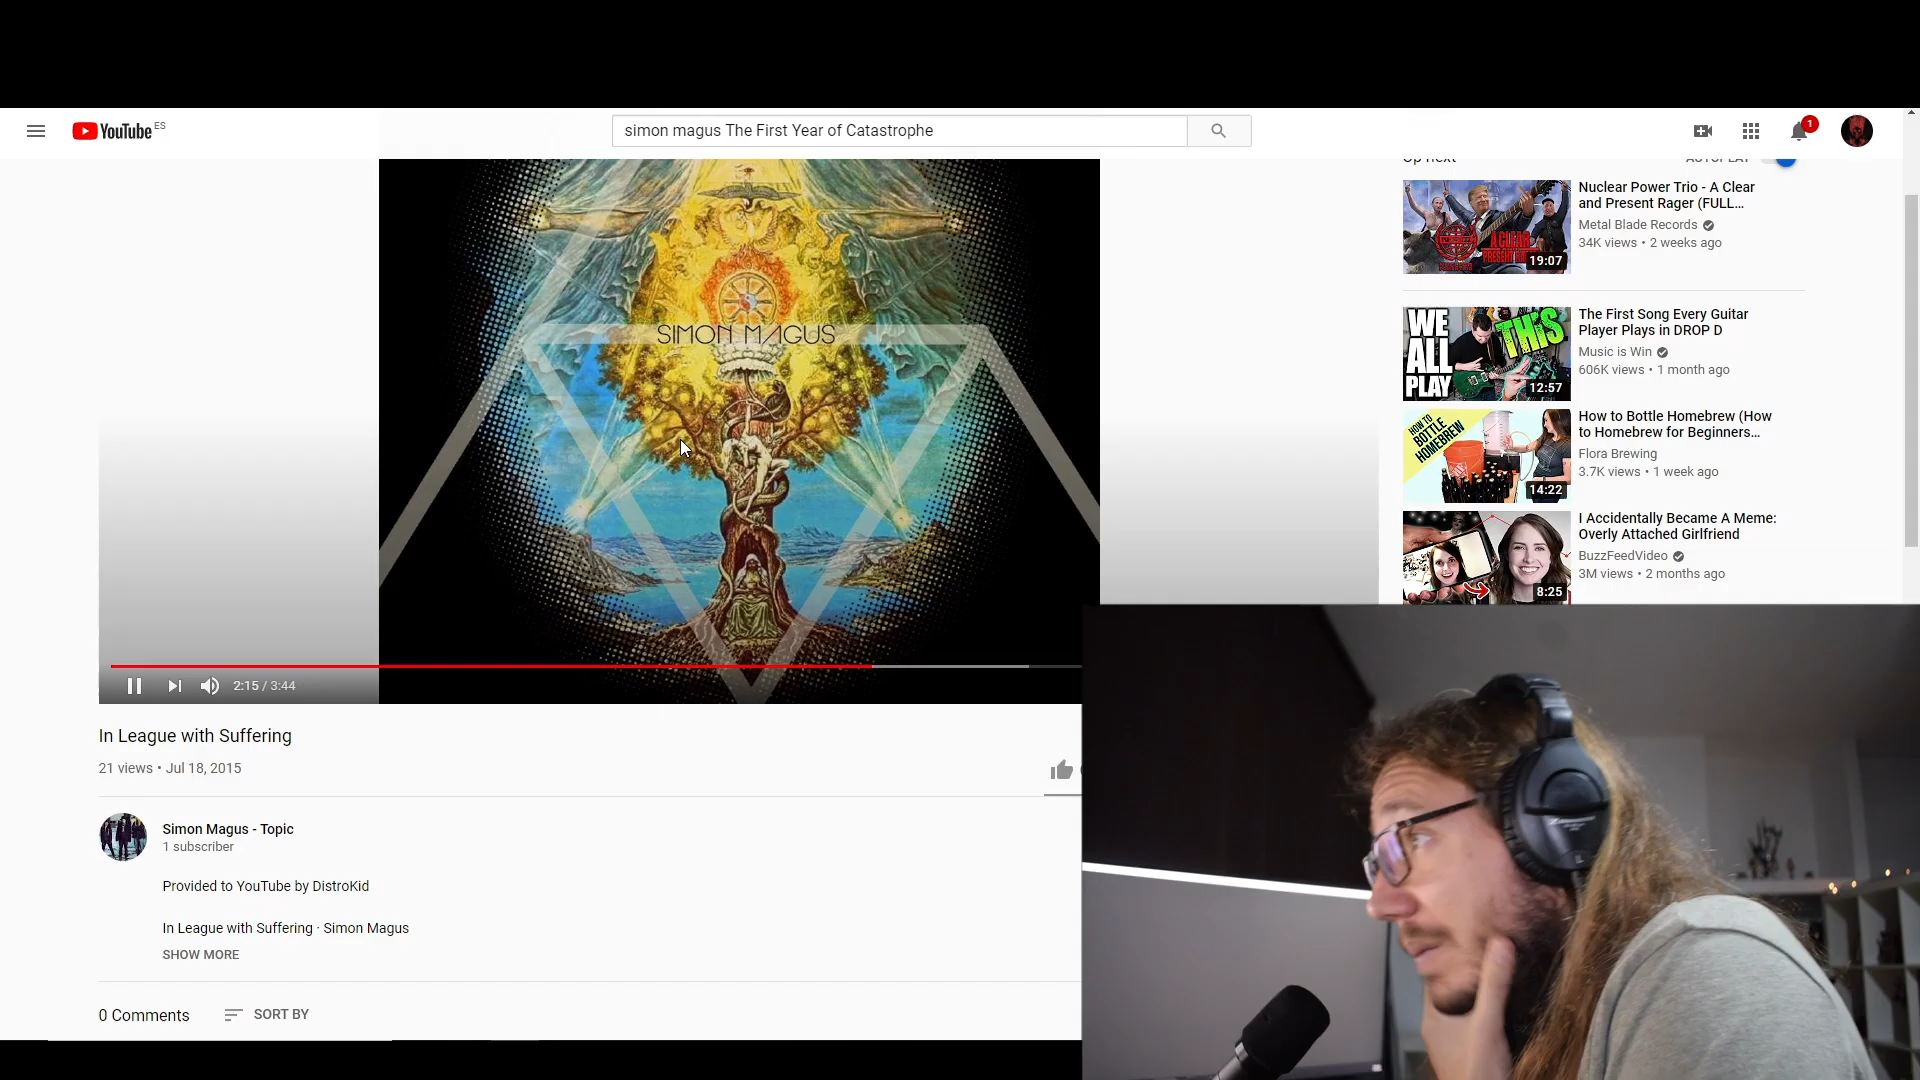 YouTube ES
simon magus The First Year of Catastrophe
1
SIMON MAGUS
2:15 / 3:44
In League with Suffering
21 views • Jul 18, 2015
Simon Magus - Topic
1 subscriber
Provided to YouTube by DistroKid
In League with Suffering · Simon Magus
SHOW MORE
0 Comments
SORT BY
Up next
AUTOPLAY
A CLEAR
PRESENT RAGER
19:07
Nuclear Power Trio - A Clear
and Present Rager (FULL...
Metal Blade Records
34K views • 2 weeks ago
WE
ALL
PLAY
THIS
12:57
The First Song Every Guitar
Player Plays in DROP D
Music is Win
606K views • 1 month ago
HOW TO
BOTTLE
HOMEBREW
14:22
How to Bottle Homebrew (How
to Homebrew for Beginners...
Flora Brewing
3.7K views • 1 week ago
8:25
I Accidentally Became A Meme:
Overly Attached Girlfriend
BuzzFeedVideo
3M views • 2 months ago